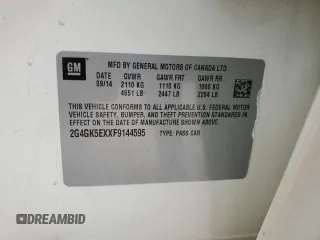 GM
MFD BY GENERAL MOTORS OF CANADA LTD.
DATE GVWR GAWR FRT GAWR RR
09/14 2110 KG 1110 KG 1000 KG
4651 LB 2447 LB 2204 LB
THIS VEHICLE CONFORMS TO ALL APPLICABLE U.S. FEDERAL MOTOR
VEHICLE SAFETY, BUMPER, AND THEFT PREVENTION STANDARDS
IN EFFECT ON THE DATE OF MANUFACTURE SHOWN ABOVE.
2G4GK5EXXF9144595 TYPE: PASS CAR
DREAMBID